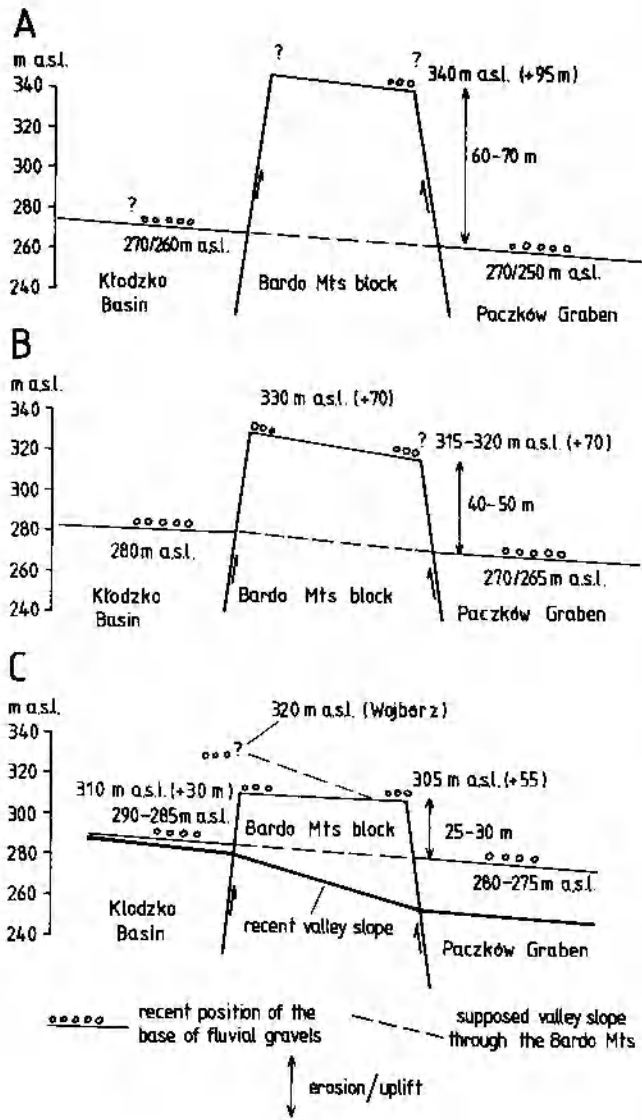 A
m a.s.l.
340
320
300
280
260
240
?
?
340 m a.s.l. (+95 m)
60-70 m
?
270/260 m a.s.l.
270/250 m a.s.l.
Kłodzko
Basin
Bardo Mts block
Paczków Graben
B
m a.s.l.
340
320
300
280
260
240
330 m a.s.l. (+70)
? 315-320 m a.s.l. (+70)
40-50 m
280 m a.s.l.
270/265 m a.s.l.
Kłodzko
Basin
Bardo Mts block
Paczków Graben
C
m a.s.l.
340
320
300
280
260
240
320 m a.s.l. (Wojbórz)
?
310 m a.s.l. (+30 m)
290-285 m a.s.l.
305 m a.s.l. (+55)
Bardo Mts block
25-30 m
280-275 m a.s.l.
Kłodzko
Basin
recent valley slope
Paczków Graben
recent position of the
base of fluvial gravels
supposed valley slope
through the Bardo Mts
erosion/uplift